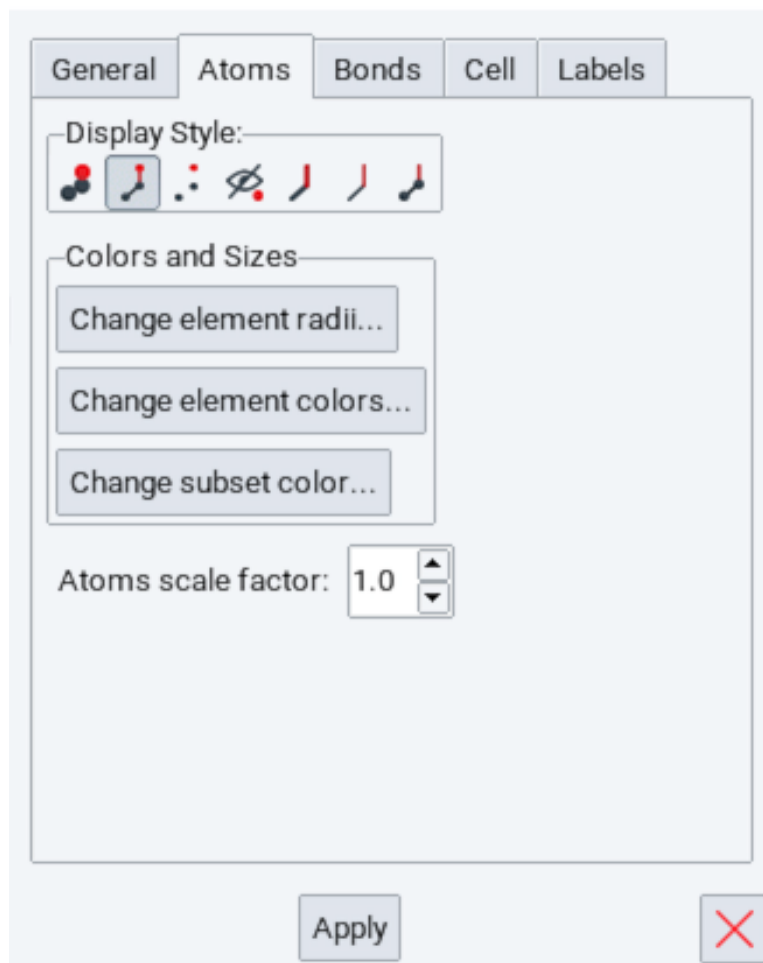 General Atoms Bonds Cell Labels
Display Style:
Colors and Sizes
Change element radii...
Change element colors...
Change subset color...
Atoms scale factor: 1.0
Apply